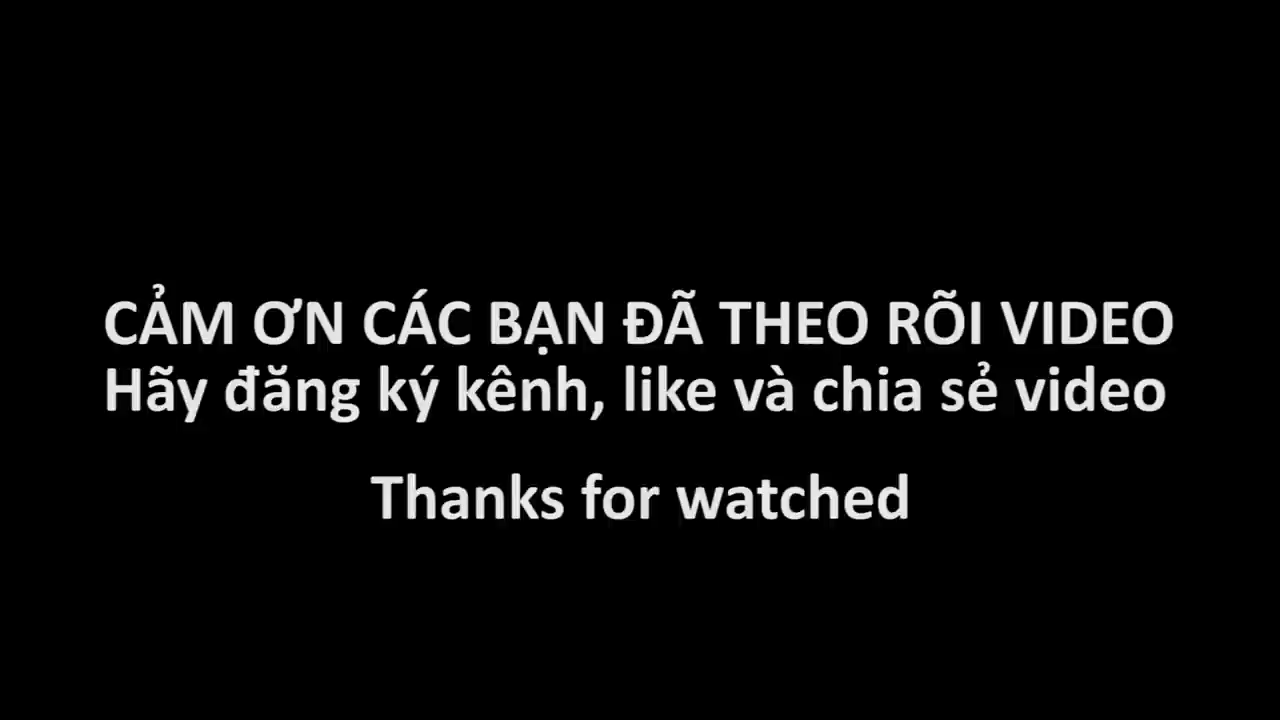 CẢM ƠN CÁC BẠN ĐÃ THEO RÕI VIDEO
Hãy đăng ký kênh, like và chia sẻ video
Thanks for watched